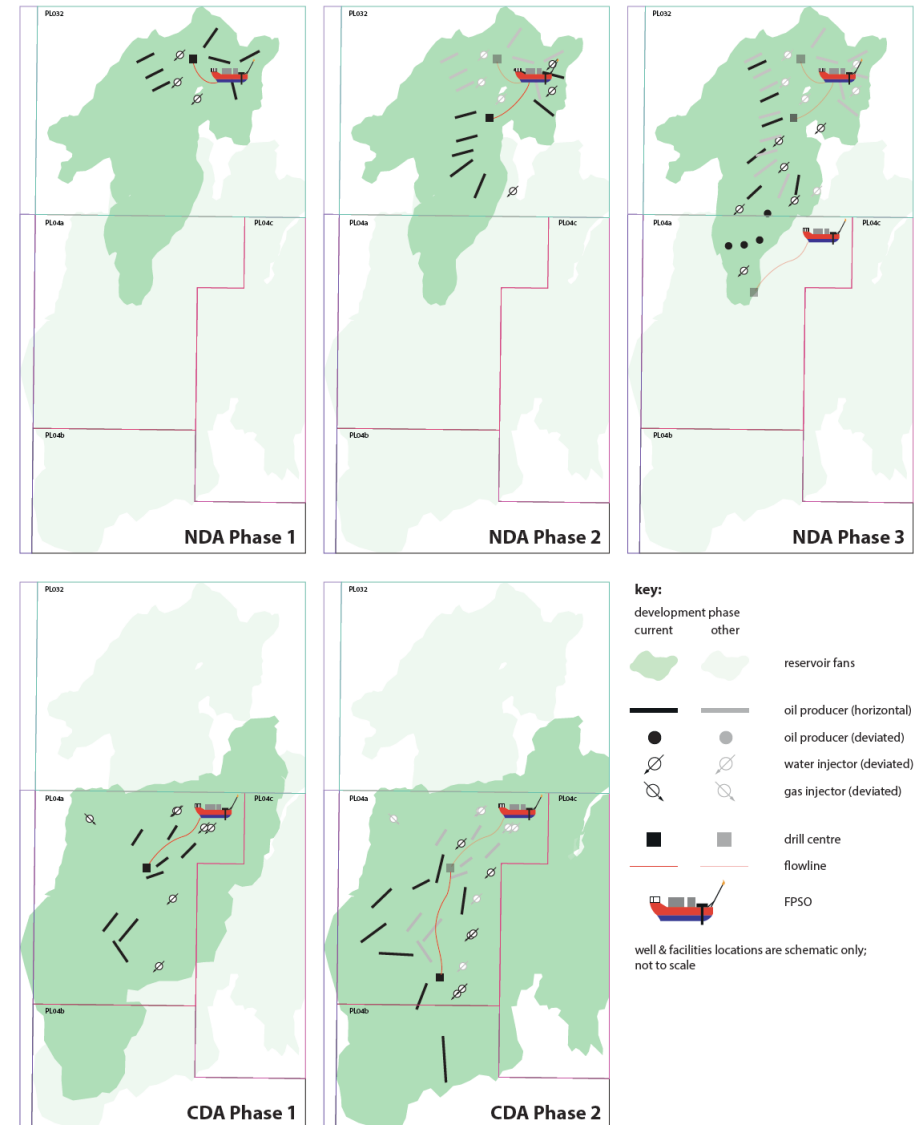 PL032
PL04a
PL04c
PL04b
NDA Phase 1
PL032
PL04a
PL04c
PL04b
NDA Phase 2
PL032
PL04a
PL04c
PL04b
NDA Phase 3
PL032
PL04a
PL04c
PL04b
CDA Phase 1
PL032
PL04a
PL04c
PL04b
CDA Phase 2
key:
development phase
current other
reservoir fans
oil producer (horizontal)
oil producer (deviated)
water injector (deviated)
gas injector (deviated)
drill centre
flowline
FPSO
well & facilities locations are schematic only;
not to scale